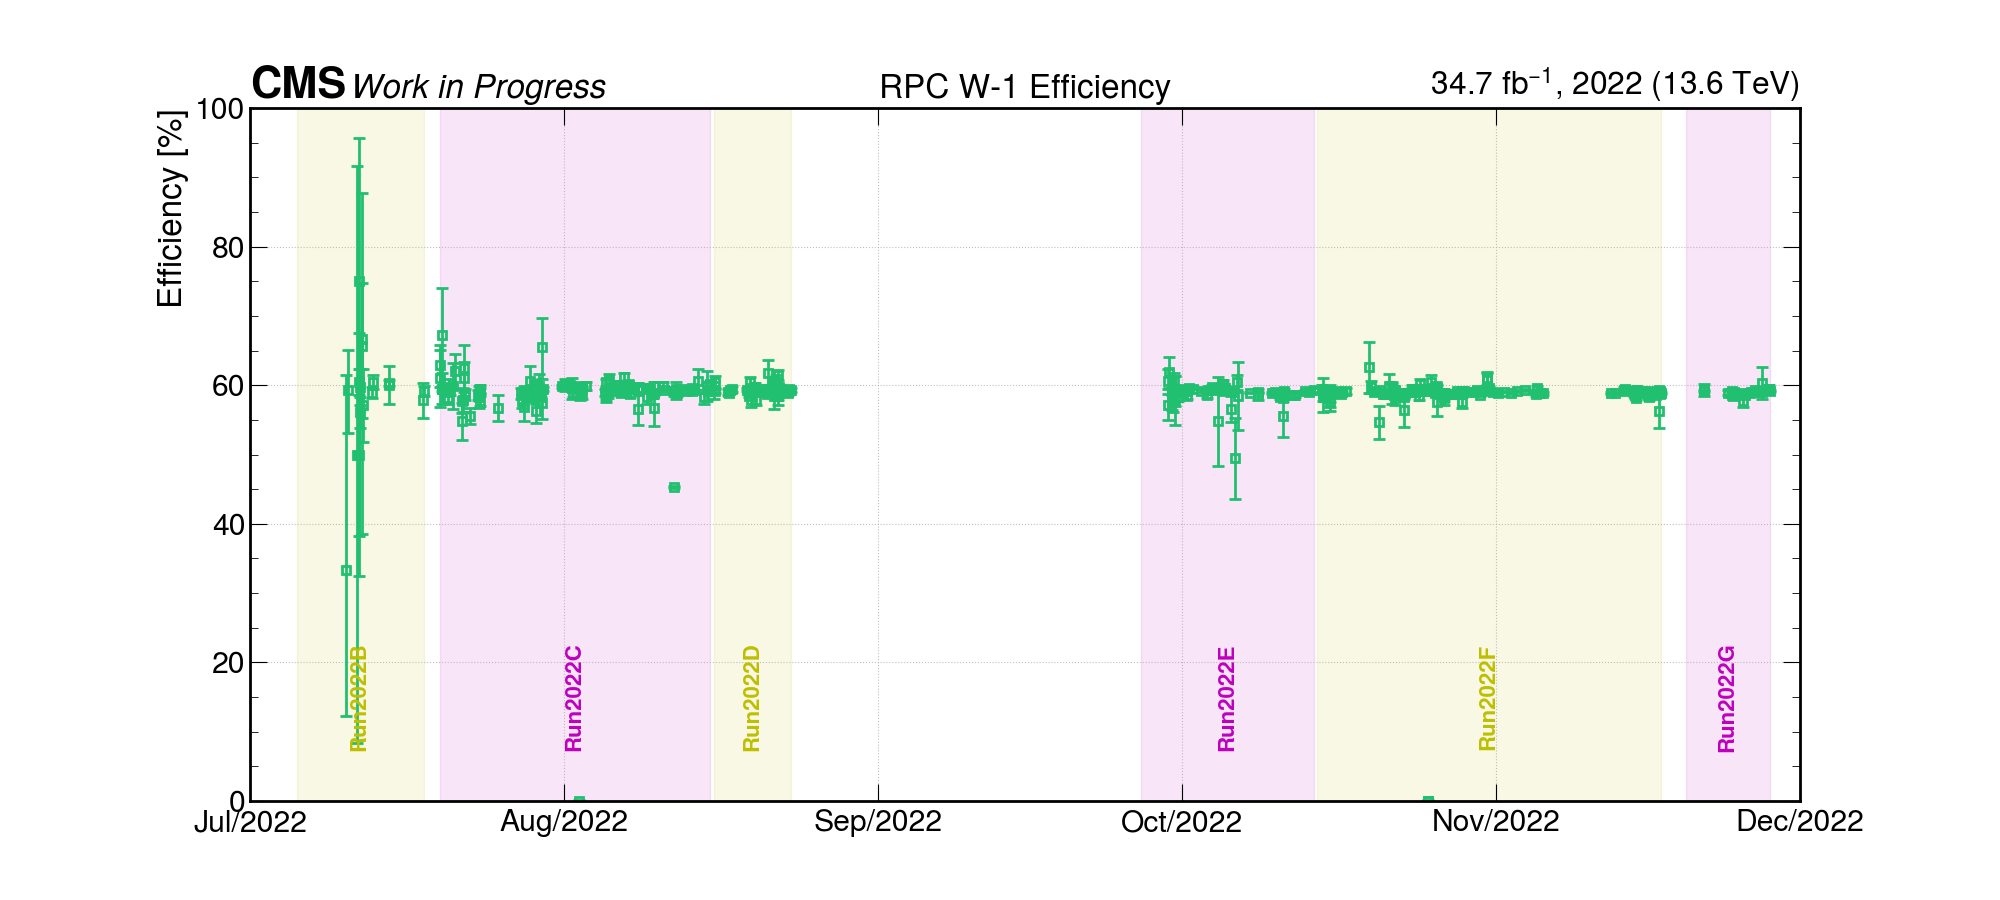 CMS Work in Progress RPC W-1 Efficiency 34.7 fb⁻¹, 2022 (13.6 TeV)
Efficiency [%]
100
80
60
40
20
0
Run2022B
Run2022C
Run2022D
Run2022E
Run2022F
Run2022G
Jul/2022 Aug/2022 Sep/2022 Oct/2022 Nov/2022 Dec/2022